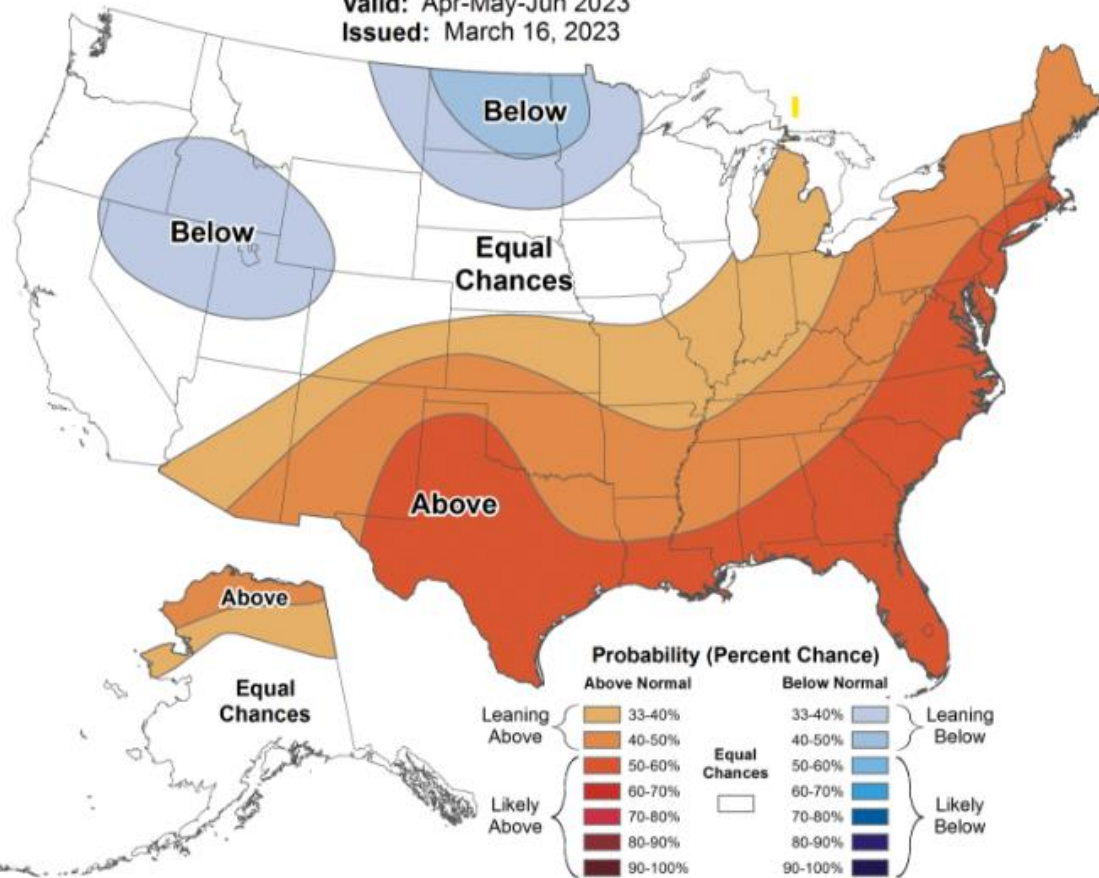 Valid: Apr-May-Jun 2023
Issued: March 16, 2023
Below
Below
Equal
Chances
Above
Above
Equal
Chances
Probability (Percent Chance)
Above Normal
Below Normal
Leaning
Above
33-40%
40-50%
Likely
Above
50-60%
60-70%
70-80%
80-90%
90-100%
Equal
Chances
33-40%
40-50%
Leaning
Below
50-60%
60-70%
70-80%
80-90%
90-100%
Likely
Below